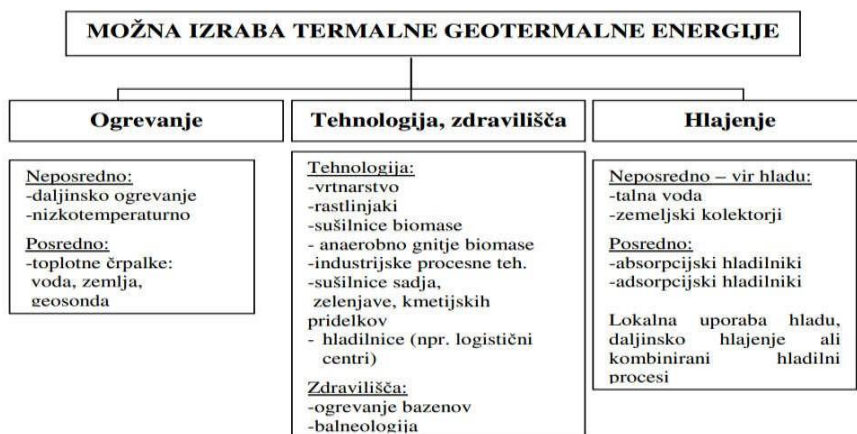 MOŽNA IZRABA TERMALNE GEOTERMALNE ENERGIJE
Ogrevanje
Neposredno:
-daljinsko ogrevanje
-nizkotemperaturno
Posredno:
-toplotne črpalke:
voda, zemlja,
geosonda
Tehnologija, zdravilišča
Tehnologija:
-vrtnarstvo
-rastlinjaki
-sušilnice biomase
- anaerobno gnitje biomase
-industrijske procesne teh.
-sušilnice sadja,
zelenjave, kmetijskih
pridelkov
- hladilnice (npr. logistični
centri)
Zdravilišča:
-ogrevanje bazenov
-balneologija
Hlajenje
Neposredno – vir hladu:
-talna voda
-zemeljski kolektorji
Posredno:
-absorpcijski hladilniki
-adsorpcijski hladilniki
Lokalna uporaba hladu,
daljinsko hlajenje ali
kombinirani hladilni
procesi